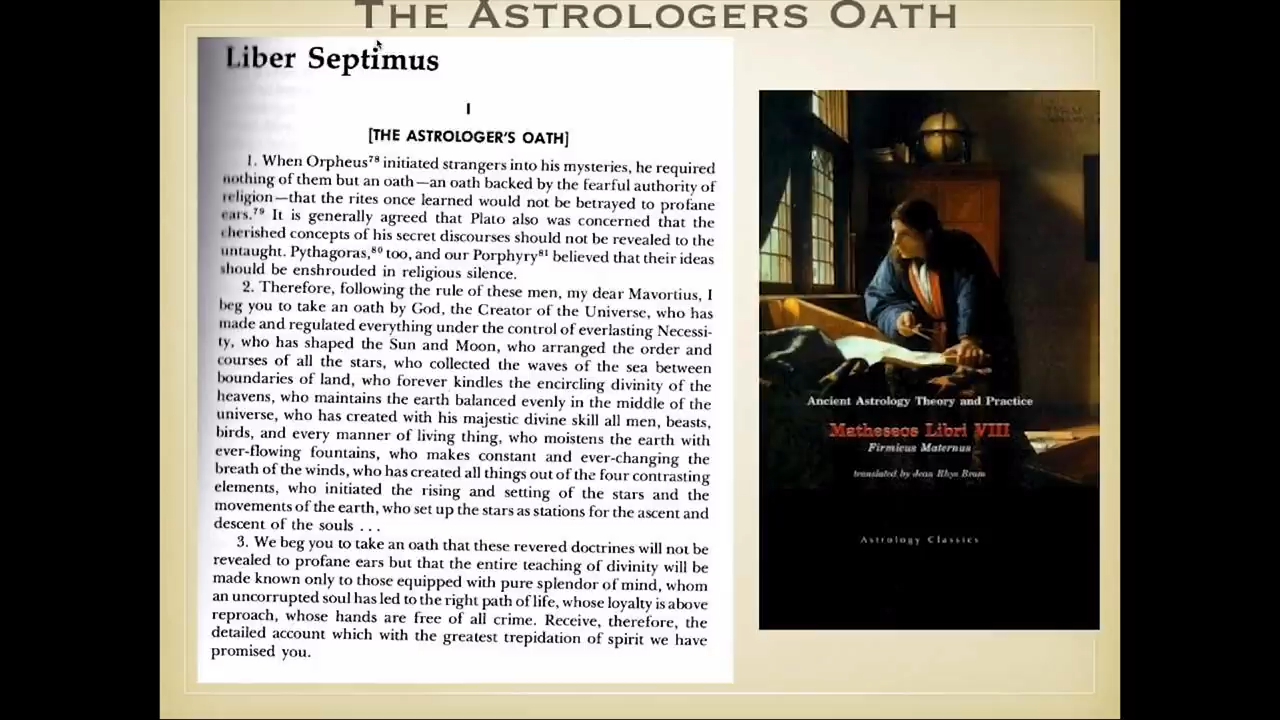 THE ASTROLOGERS OATH
Liber Septimus
I
[THE ASTROLOGER'S OATH]
1. When Orpheus⁷⁸ initiated strangers into his mysteries, he required
nothing of them but an oath—an oath backed by the fearful authority of
religion—that the rites once learned would not be betrayed to profane
ears.⁷⁹ It is generally agreed that Plato also was concerned that the
cherished concepts of his secret discourses should not be revealed to the
untaught. Pythagoras,⁸⁰ too, and our Porphyry⁸¹ believed that their ideas
should be enshrouded in religious silence.
2. Therefore, following the rule of these men, my dear Mavortius, I
beg you to take an oath by God, the Creator of the Universe, who has
made and regulated everything under the control of everlasting Necessi-
ty, who has shaped the Sun and Moon, who arranged the order and
courses of all the stars, who collected the waves of the sea between
boundaries of land, who forever kindles the encircling divinity of the
heavens, who maintains the earth balanced evenly in the middle of the
universe, who has created with his majestic divine skill all men, beasts,
birds, and every manner of living thing, who moistens the earth with
ever-flowing fountains, who makes constant and ever-changing the
breath of the winds, who has created all things out of the four contrasting
elements, who initiated the rising and setting of the stars and the
movements of the earth, who set up the stars as stations for the ascent and
descent of the souls ...
3. We beg you to take an oath that these revered doctrines will not be
revealed to profane ears but that the entire teaching of divinity will be
made known only to those equipped with pure splendor of mind, whom
an uncorrupted soul has led to the right path of life, whose loyalty is above
reproach, whose hands are free of all crime. Receive, therefore, the
detailed account which with the greatest trepidation of spirit we have
promised you.
Ancient Astrology Theory and Practice
Matheseos Libri VIII
Firmicus Maternus
translated by Jean Rhys Bram
Astrology Classics